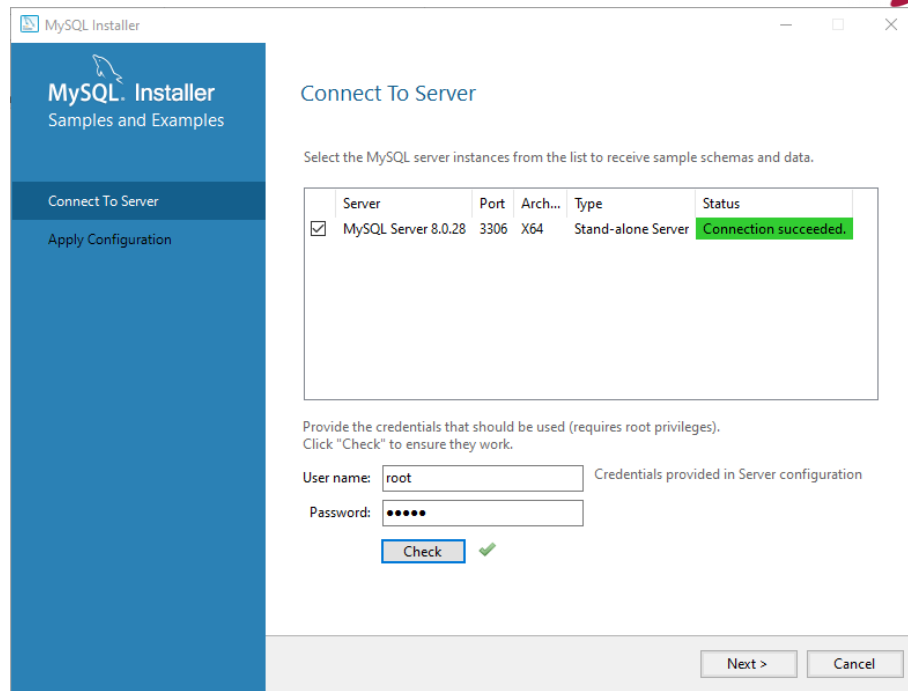 MySQL Installer
MySQL. Installer
Samples and Examples
Connect To Server
Apply Configuration
Connect To Server
Select the MySQL server instances from the list to receive sample schemas and data.
Server Port Arch... Type Status
MySQL Server 8.0.28 3306 X64 Stand-alone Server Connection succeeded.
Provide the credentials that should be used (requires root privileges).
Click "Check" to ensure they work.
User name: root Credentials provided in Server configuration
Password: •••••
Check
Next > Cancel